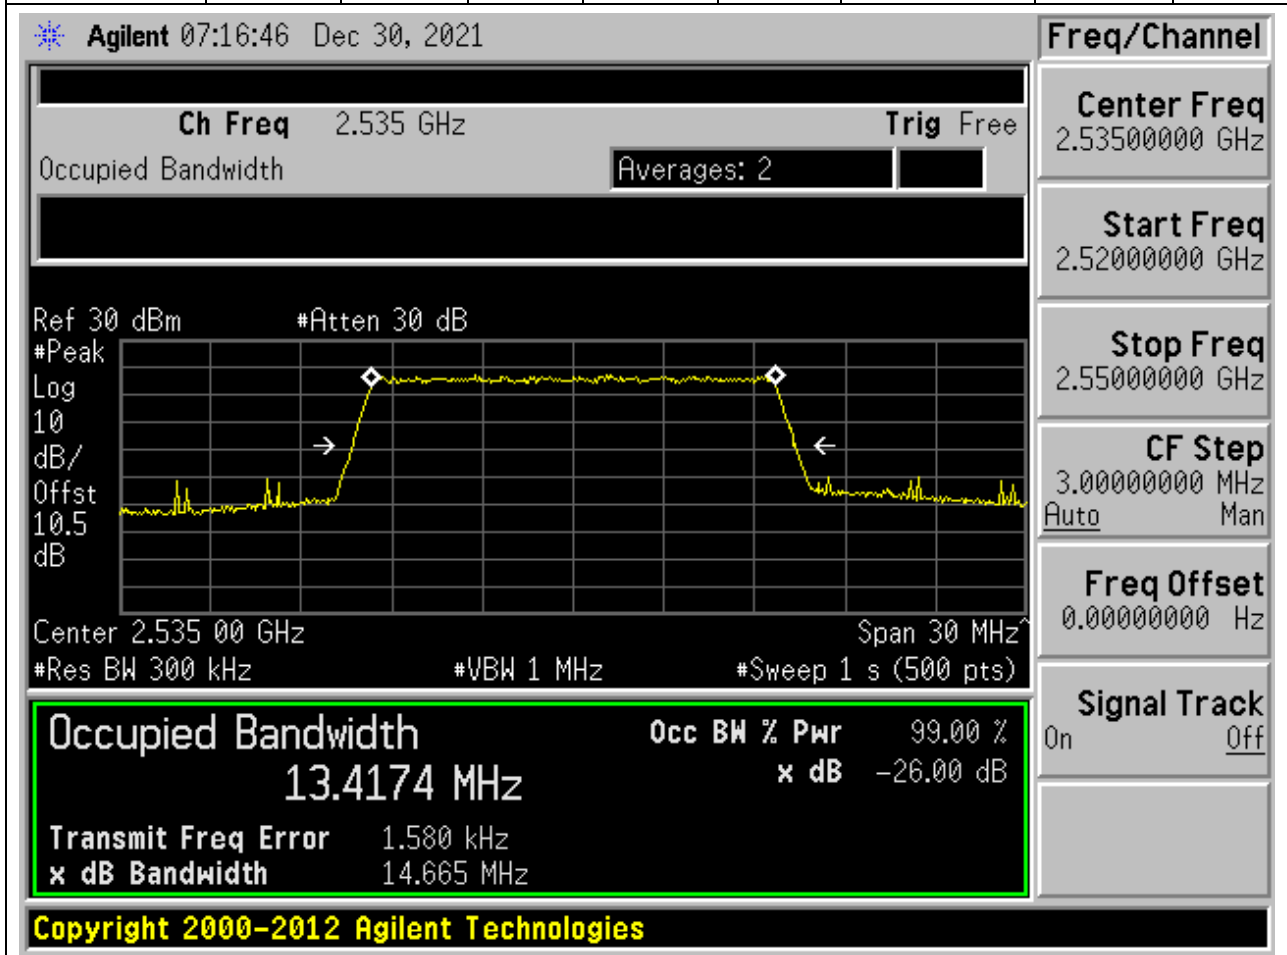 Agilent 07:16:46 Dec 30, 2021
Freq/Channel
Ch Freq 2.535 GHz Trig Free
Occupied Bandwidth Averages: 2
Center Freq
2.53500000 GHz
Start Freq
2.52000000 GHz
Stop Freq
2.55000000 GHz
CF Step
3.00000000 MHz
Auto Man
Freq Offset
0.00000000 Hz
Signal Track
On Off
Ref 30 dBm #Atten 30 dB
#Peak
Log
10
dB/
Offst
10.5
dB
Center 2.535 00 GHz Span 30 MHz^
#Res BW 300 kHz #VBW 1 MHz #Sweep 1 s (500 pts)
Occupied Bandwidth Occ BW % Pwr 99.00 %
13.4174 MHz x dB -26.00 dB
Transmit Freq Error 1.580 kHz
x dB Bandwidth 14.665 MHz
Copyright 2000-2012 Agilent Technologies